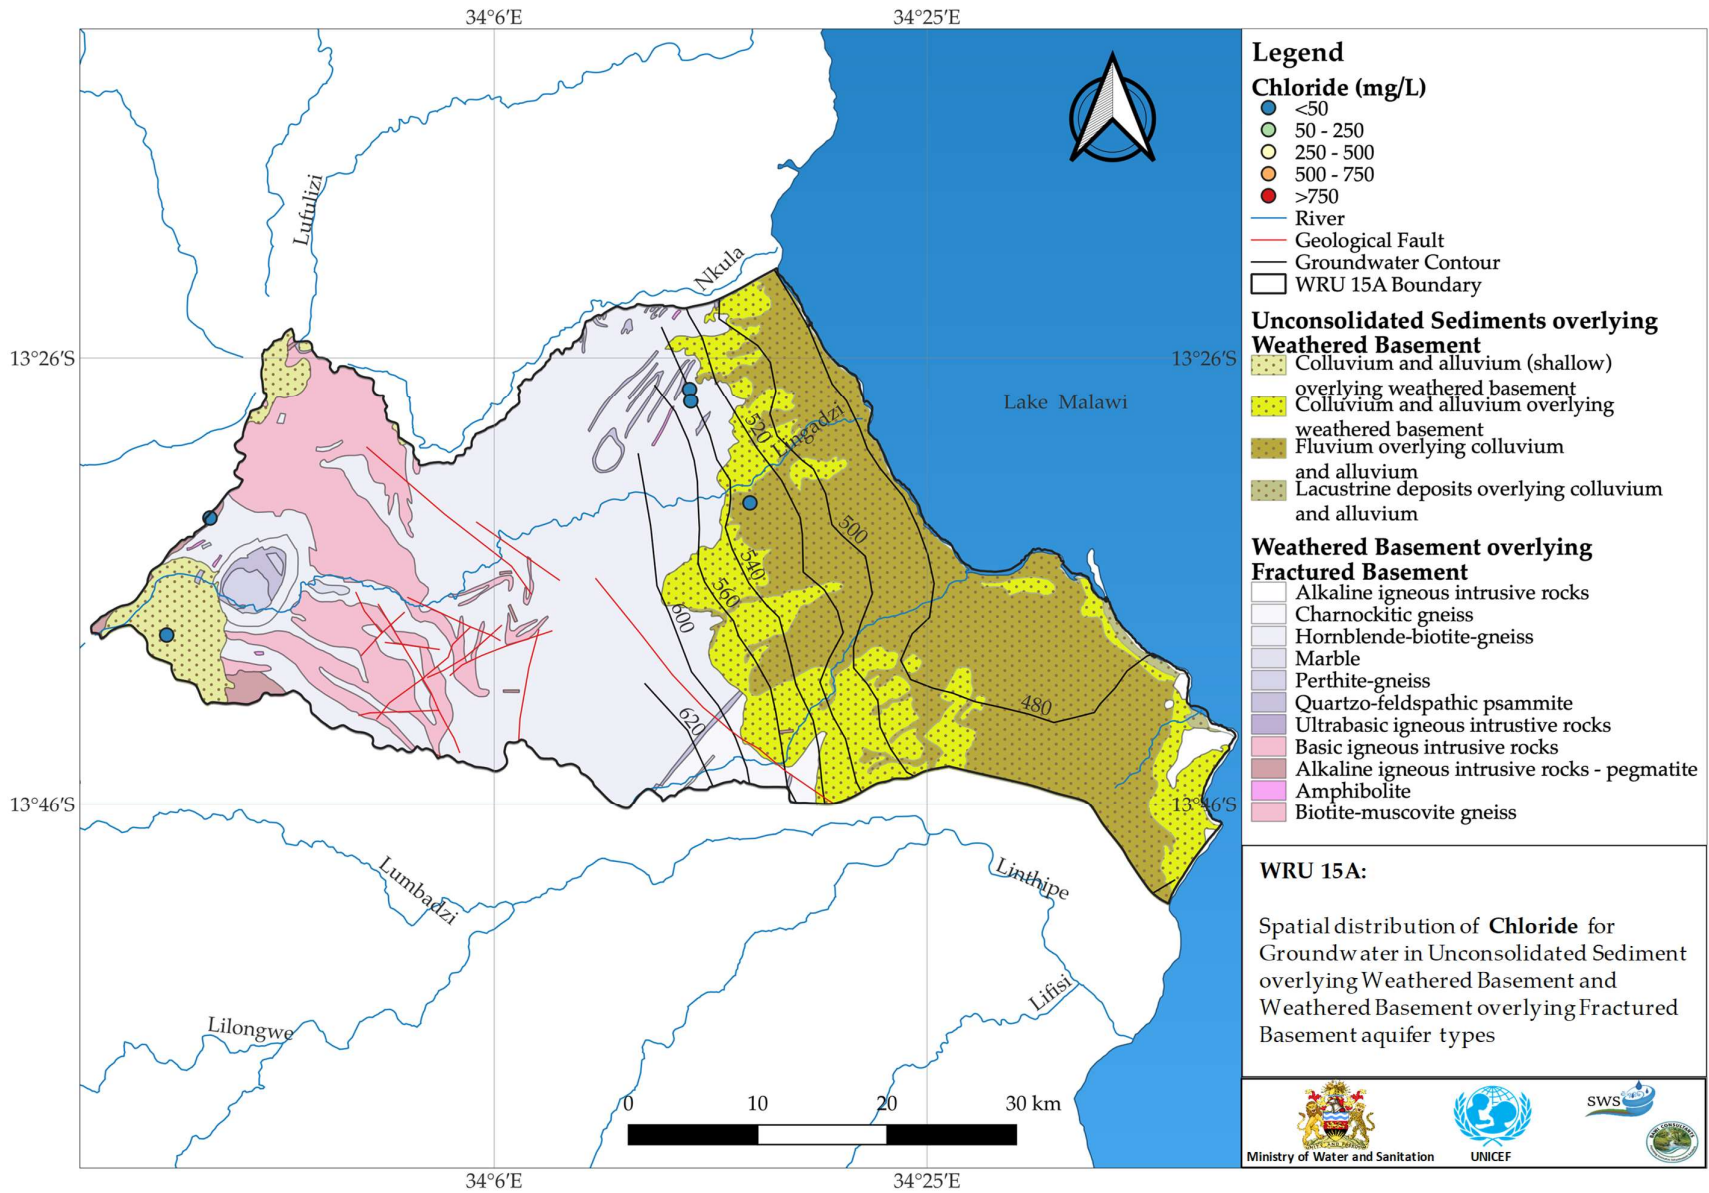 34°6'E
34°25'E
Legend
Chloride (mg/L)
<50
50 - 250
250 - 500
500 - 750
>750
River
Geological Fault
Groundwater Contour
WRU 15A Boundary
Unconsolidated Sediments overlying
Weathered Basement
Colluvium and alluvium (shallow)
overlying weathered basement
Colluvium and alluvium overlying
weathered basement
Fluvium overlying colluvium
and alluvium
Lacustrine deposits overlying colluvium
and alluvium
Weathered Basement overlying
Fractured Basement
Alkaline igneous intrusive rocks
Charnockitic gneiss
Hornblende-biotite-gneiss
Marble
Perthite-gneiss
Quartzo-feldspathic psammite
Ultrabasic igneous intrustive rocks
Basic igneous intrusive rocks
Alkaline igneous intrusive rocks - pegmatite
Amphibolite
Biotite-muscovite gneiss
Lufulizi
Nkula
13°26'S
13°26'S
Lake Malawi
520
Lingadzi
500
540
560
600
620
480
13°46'S
13°46'S
Lumbadzi
Linthipe
Lifisi
Lilongwe
0 10 20 30 km
34°6'E
34°25'E
WRU 15A:
Spatial distribution of Chloride for
Groundwater in Unconsolidated Sediment
overlying Weathered Basement and
Weathered Basement overlying Fractured
Basement aquifer types
Ministry of Water and Sanitation
UNICEF
SWS